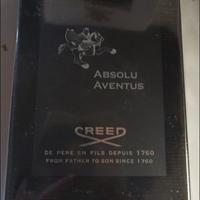 ABSOLU
AVENTUS
CREED
DE PÈRE EN FILS DEPUIS 1760
FROM FATHER TO SON SINCE 1760